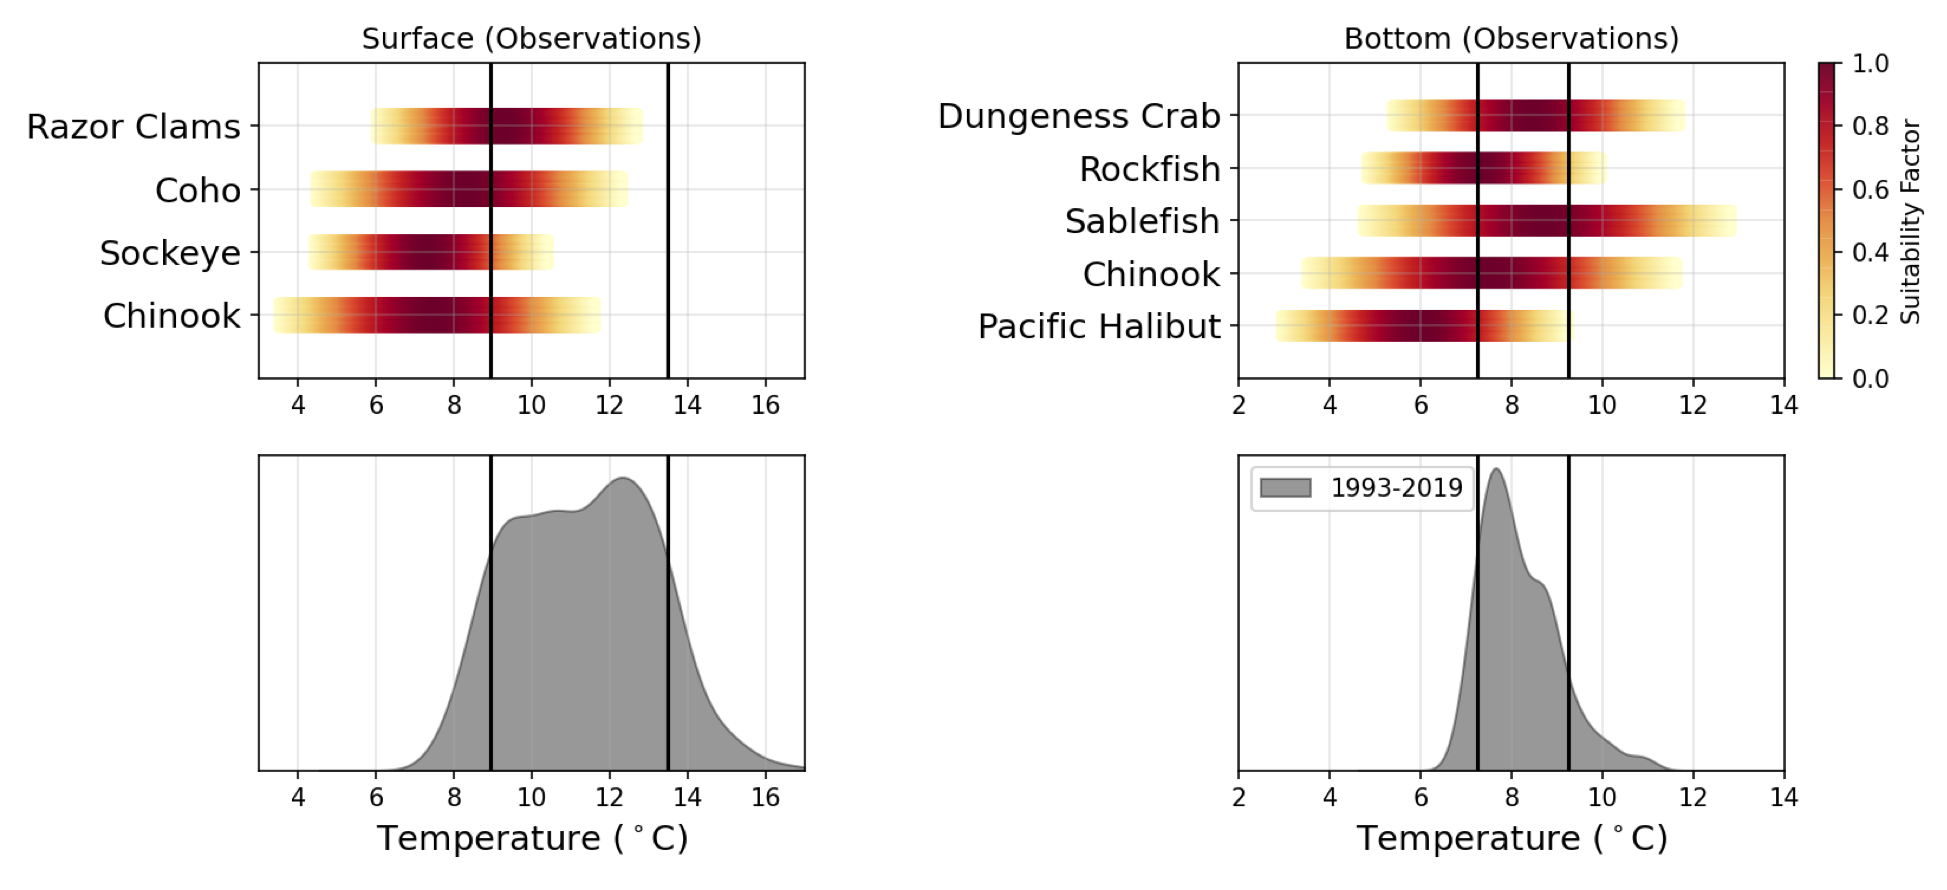 Surface (Observations)
Razor Clams
Coho
Sockeye
Chinook
4 6 8 10 12 14 16
Bottom (Observations)
Dungeness Crab
Rockfish
Sablefish
Chinook
Pacific Halibut
2 4 6 8 10 12 14
1.0
0.8
0.6
0.4
0.2
0.0
Suitability Factor
4 6 8 10 12 14 16
Temperature (°C)
1993-2019
2 4 6 8 10 12 14
Temperature (°C)